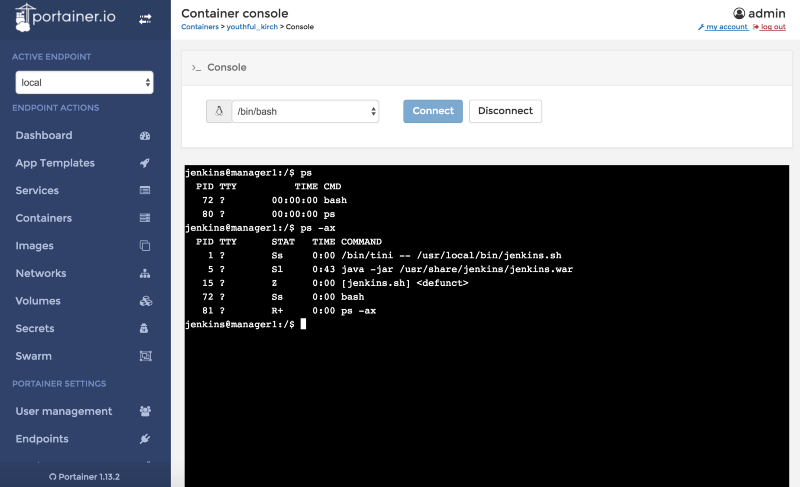 portainer.io
ACTIVE ENDPOINT
local
ENDPOINT ACTIONS
Dashboard
App Templates
Services
Containers
Images
Networks
Volumes
Secrets
Swarm
PORTAINER SETTINGS
User management
Endpoints
Portainer 1.13.2
Container console
Containers > youthful_kirch > Console
admin
my account log out
>_ Console
/bin/bash
Connect
Disconnect
jenkins@manager1:/$ ps
PID TTY TIME CMD
72 ? 00:00:00 bash
80 ? 00:00:00 ps
jenkins@manager1:/$ ps -ax
PID TTY STAT TIME COMMAND
1 ? Ss 0:00 /bin/tini -- /usr/local/bin/jenkins.sh
5 ? Sl 0:43 java -jar /usr/share/jenkins/jenkins.war
15 ? Z 0:00 [jenkins.sh] <defunct>
72 ? Ss 0:00 bash
81 ? R+ 0:00 ps -ax
jenkins@manager1:/$